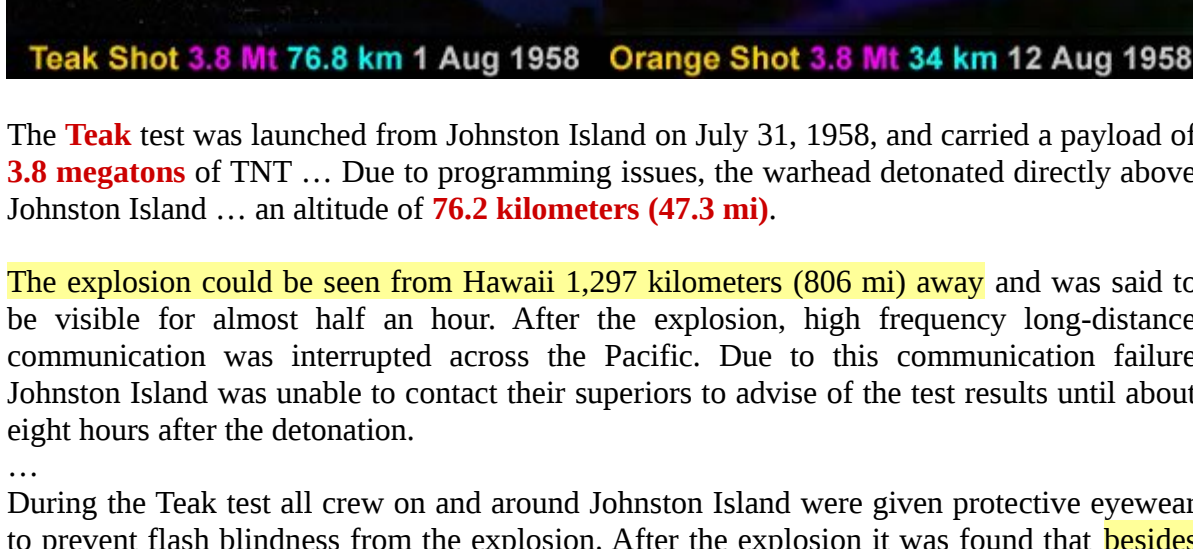 Teak Shot 3.8 Mt 76.8 km 1 Aug 1958 Orange Shot 3.8 Mt 34 km 12 Aug 1958
The Teak test was launched from Johnston Island on July 31, 1958, and carried a payload of
3.8 megatons of TNT … Due to programming issues, the warhead detonated directly above
Johnston Island … an altitude of 76.2 kilometers (47.3 mi).
The explosion could be seen from Hawaii 1,297 kilometers (806 mi) away and was said to
be visible for almost half an hour. After the explosion, high frequency long-distance
communication was interrupted across the Pacific. Due to this communication failure
Johnston Island was unable to contact their superiors to advise of the test results until about
eight hours after the detonation.
…
During the Teak test all crew on and around Johnston Island were given protective eyewear
to prevent flash blindness from the explosion. After the explosion it was found that besides